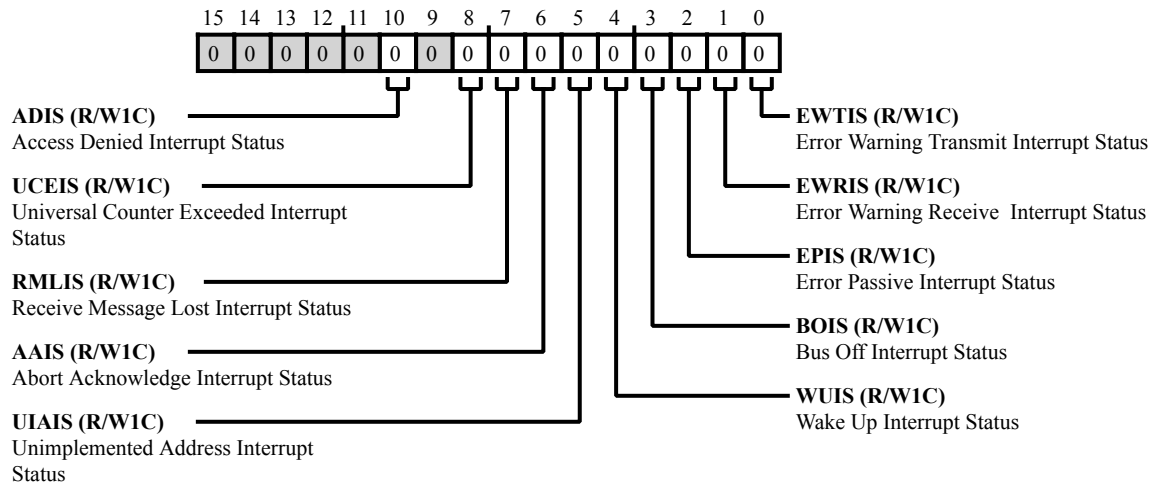 15 14 13 12 11 10 9 8 7 6 5 4 3 2 1 0
0 0 0 0 0 0 0 0 0 0 0 0 0 0 0 0
ADIS (R/W1C)
Access Denied Interrupt Status
UCEIS (R/W1C)
Universal Counter Exceeded Interrupt
Status
RMLIS (R/W1C)
Receive Message Lost Interrupt Status
AAIS (R/W1C)
Abort Acknowledge Interrupt Status
UIAIS (R/W1C)
Unimplemented Address Interrupt
Status
EWTIS (R/W1C)
Error Warning Transmit Interrupt Status
EWRIS (R/W1C)
Error Warning Receive Interrupt Status
EPIS (R/W1C)
Error Passive Interrupt Status
BOIS (R/W1C)
Bus Off Interrupt Status
WUIS (R/W1C)
Wake Up Interrupt Status